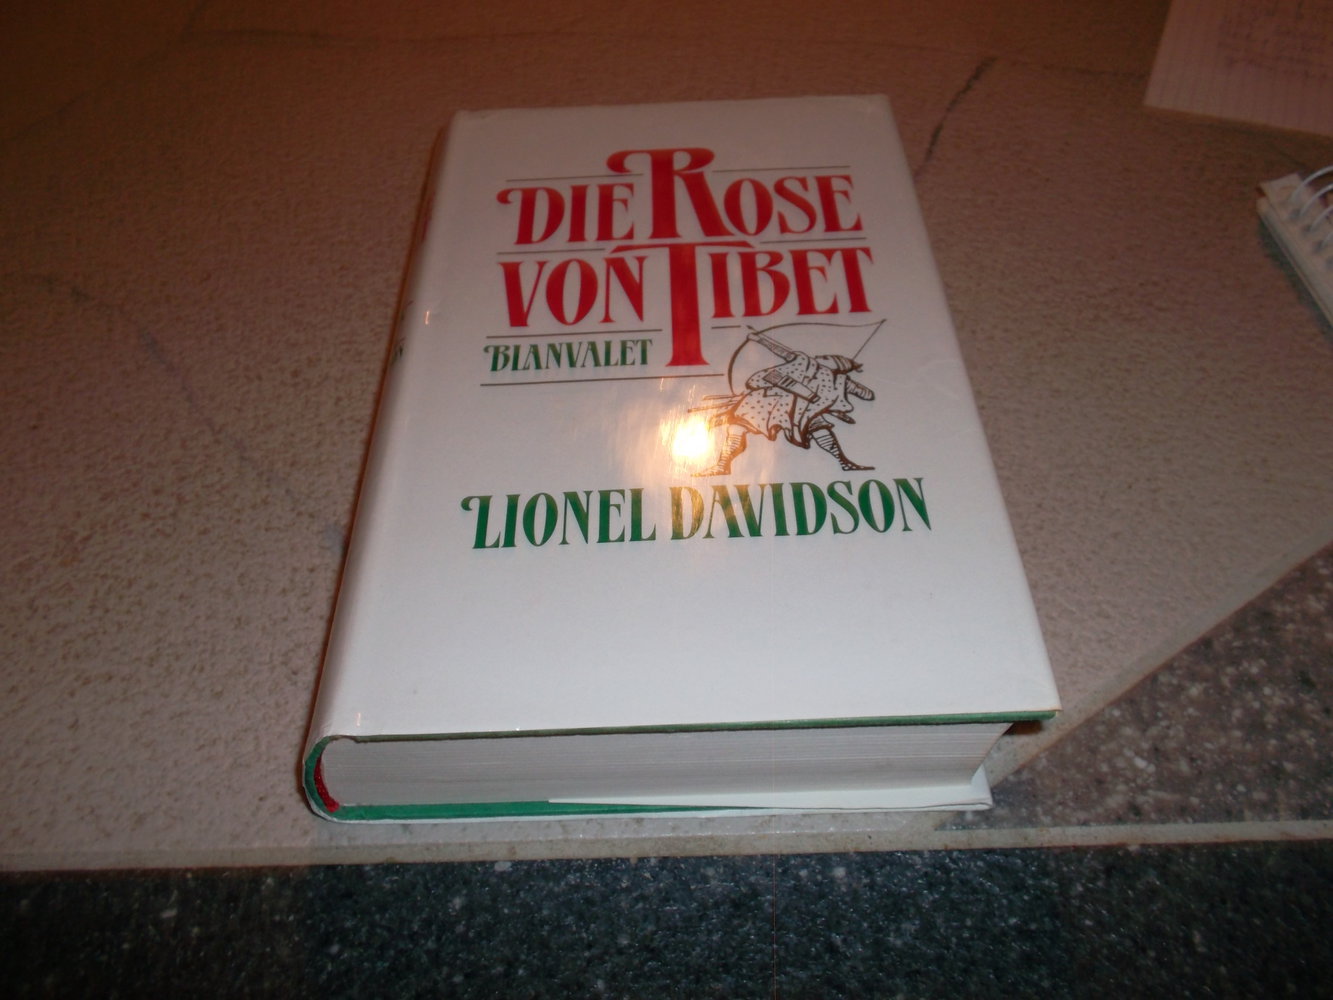 DIE ROSE
VON TIBET
BLANVALET
LIONEL DAVIDSON